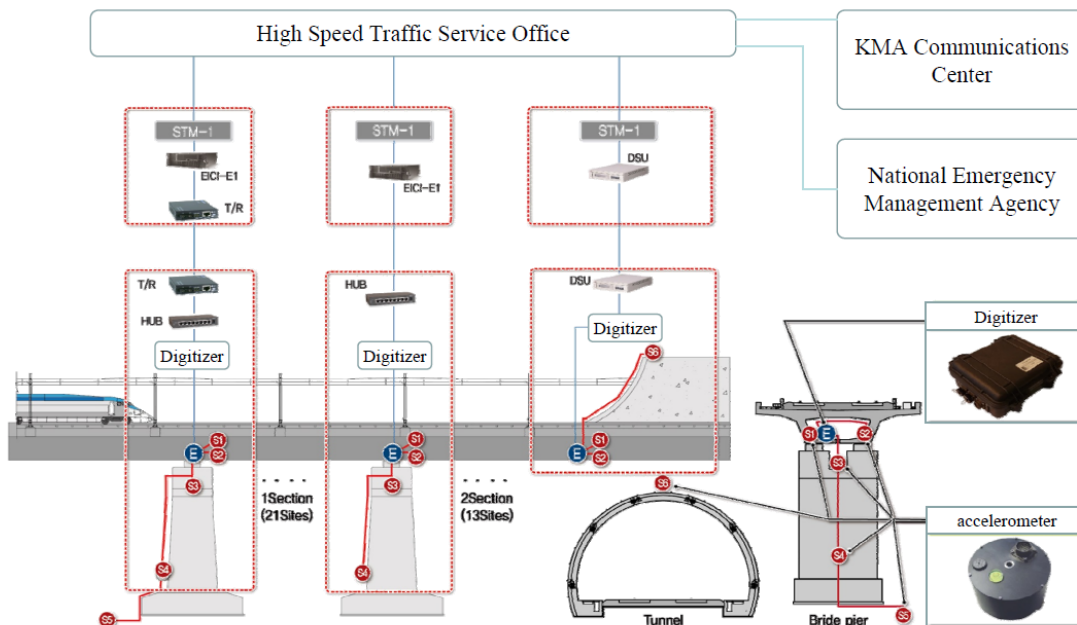 High Speed Traffic Service Office
KMA Communications
Center
National Emergency
Management Agency
STM-1
EICI-E1
T/R
STM-1
EICI-E1
STM-1
DSU
T/R
HUB
Digitizer
HUB
Digitizer
DSU
Digitizer
S6
E
S1
S2
S3
S4
S5
1Section
(21Sites)
E
S1
S2
S3
S4
2Section
(13Sites)
E
S1
S2
S6
Tunnel
S1
E
S2
S3
S4
S5
Bride pier
Digitizer
accelerometer